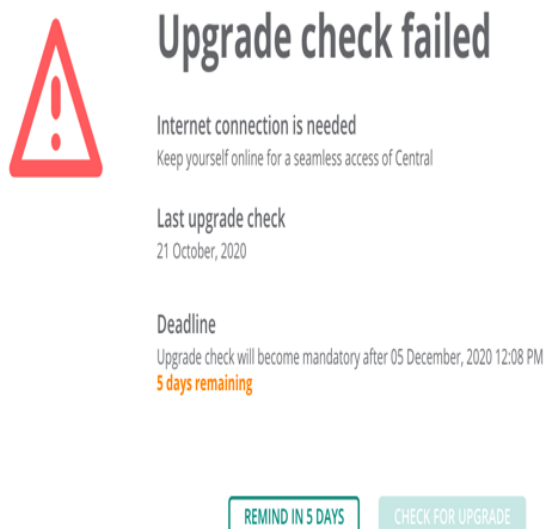 Upgrade check failed
Internet connection is needed
Keep yourself online for a seamless access of Central
Last upgrade check
21 October, 2020
Deadline
Upgrade check will become mandatory after 05 December, 2020 12:08 PM
5 days remaining
REMIND IN 5 DAYS
CHECK FOR UPGRADE